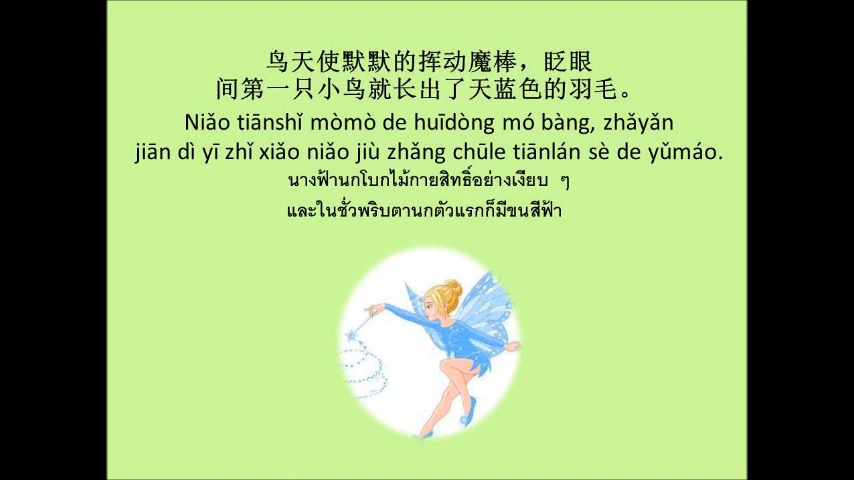 鸟天使默默的挥动魔棒，眨眼
间第一只小鸟就长出了天蓝色的羽毛。
Niǎo tiānshǐ mòmò de huīdòng mó bàng, zhǎyǎn
jiān dì yī zhǐ xiǎo niǎo jiù zhǎng chūle tiānlán sè de yǔmáo.
นางฟ้านกโบกไม้กายสิทธิ์อย่างเงียบ ๆ
และในชั่วพริบตานกตัวแรกก็มีขนสีฟ้า